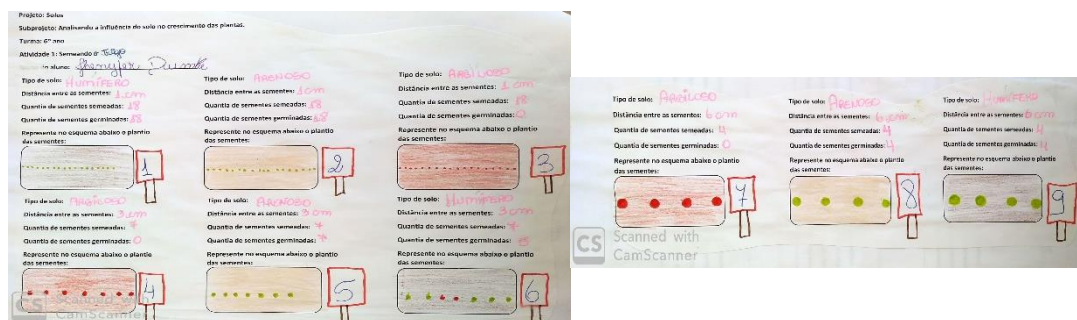 Projeto: Solos
Subprojeto: Analisando a influência do solo no crescimento das plantas.
Turma: 6º ano
Atividade 1: Semeando o Trigo
aluno:
Tipo de solo: HUMÍFERO
Distância entre as sementes: 1 cm
Quantia de sementes semeadas: 18
Quantia de sementes germinadas: 18
Represente no esquema abaixo o plantio
das sementes:
1
Tipo de solo: ARENOSO
Distância entre as sementes: 1 cm
Quantia de sementes semeadas: 18
Quantia de sementes germinadas:
Represente no esquema abaixo o plantio
das sementes:
2
Tipo de solo: ARGILOSO
Distância entre as sementes: 1 cm
Quantia de sementes semeadas: 18
Quantia de sementes germinadas: 0
Represente no esquema abaixo o plantio
das sementes:
3
Tipo de solo: ARGILOSO
Distância entre as sementes: 3 cm
Quantia de sementes semeadas: 7
Quantia de sementes germinadas: 0
Represente no esquema abaixo o plantio
das sementes:
4
Tipo de solo: ARENOSO
Distância entre as sementes: 3 cm
Quantia de sementes semeadas: 7
Quantia de sementes germinadas: 7
Represente no esquema abaixo o plantio
das sementes:
5
Tipo de solo: HUMÍFERO
Distância entre as sementes: 3 cm
Quantia de sementes semeadas: 7
Quantia de sementes germinadas:
Represente no esquema abaixo o plantio
das sementes:
6
CS Scanned with
CamScanner
Tipo de solo: ARGILOSO
Distância entre as sementes: 6 cm
Quantia de sementes semeadas: 4
Quantia de sementes germinadas: 0
Represente no esquema abaixo o plantio
das sementes:
7
Tipo de solo: ARENOSO
Distância entre as sementes: 6 cm
Quantia de sementes semeadas: 4
Quantia de sementes germinadas: 4
Represente no esquema abaixo o plantio
das sementes:
8
Tipo de solo: HUMÍFERO
Distância entre as sementes: 6 cm
Quantia de sementes semeadas: 4
Quantia de sementes germinadas: 4
Represente no esquema abaixo o plantio
das sementes:
9
CS Scanned with
CamScanner